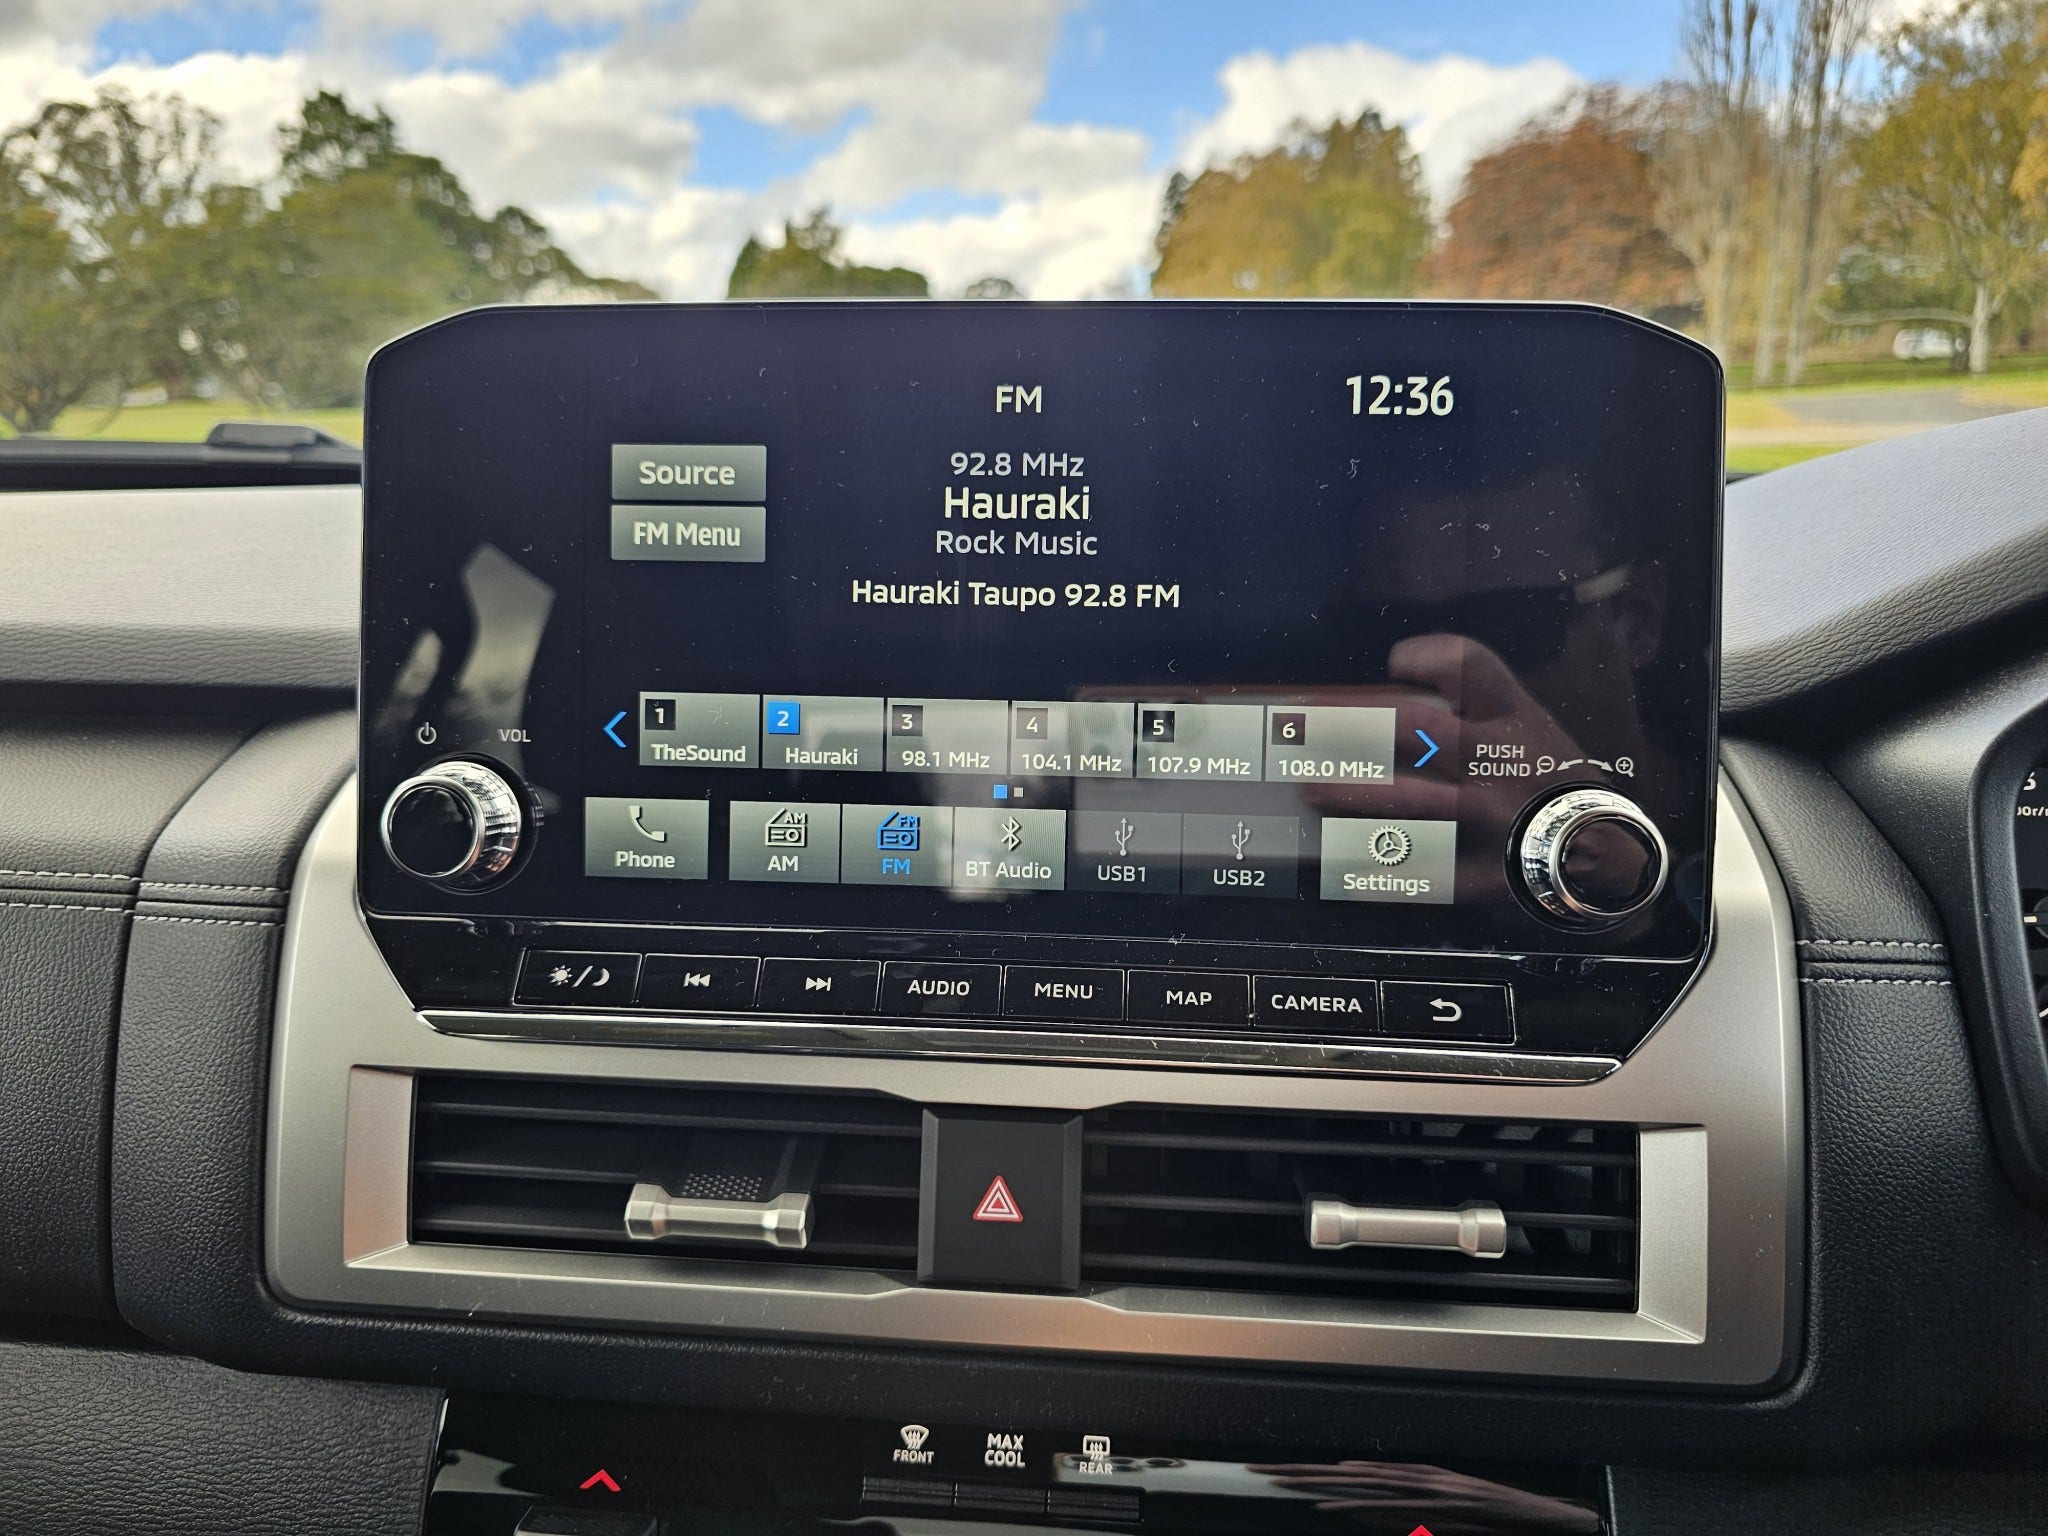 FM
12:36
Source
92.8 MHz
Hauraki
FM Menu
Rock Music
Hauraki Taupo 92.8 FM
1
TheSound
2
Hauraki
3
98.1 MHz
4
104.1 MHz
5
107.9 MHz
6
108.0 MHz
VOL
PUSH
SOUND
Phone
AM
AM
FM
FM
BT Audio
USB1
USB2
Settings
AUDIO
MENU
MAP
CAMERA
FRONT
MAX
COOL
REAR